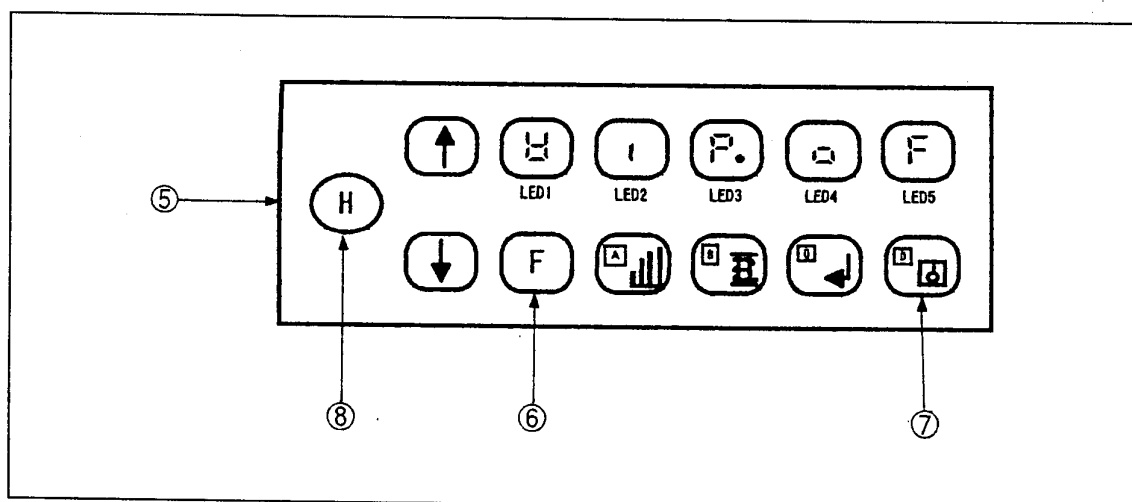 P. o F
LED1 LED2 LED3 LED4 LED5
⑤ H
F A B D
⑧ ⑥ ⑦